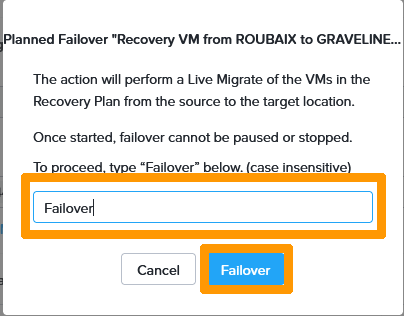 Planned Failover "Recovery VM from ROUBAIX to GRAVELINE...
The action will perform a Live Migrate of the VMs in the
Recovery Plan from the source to the target location.
Once started, failover cannot be paused or stopped.
To proceed, type “Failover” below. (case insensitive)
Failover
Cancel
Failover